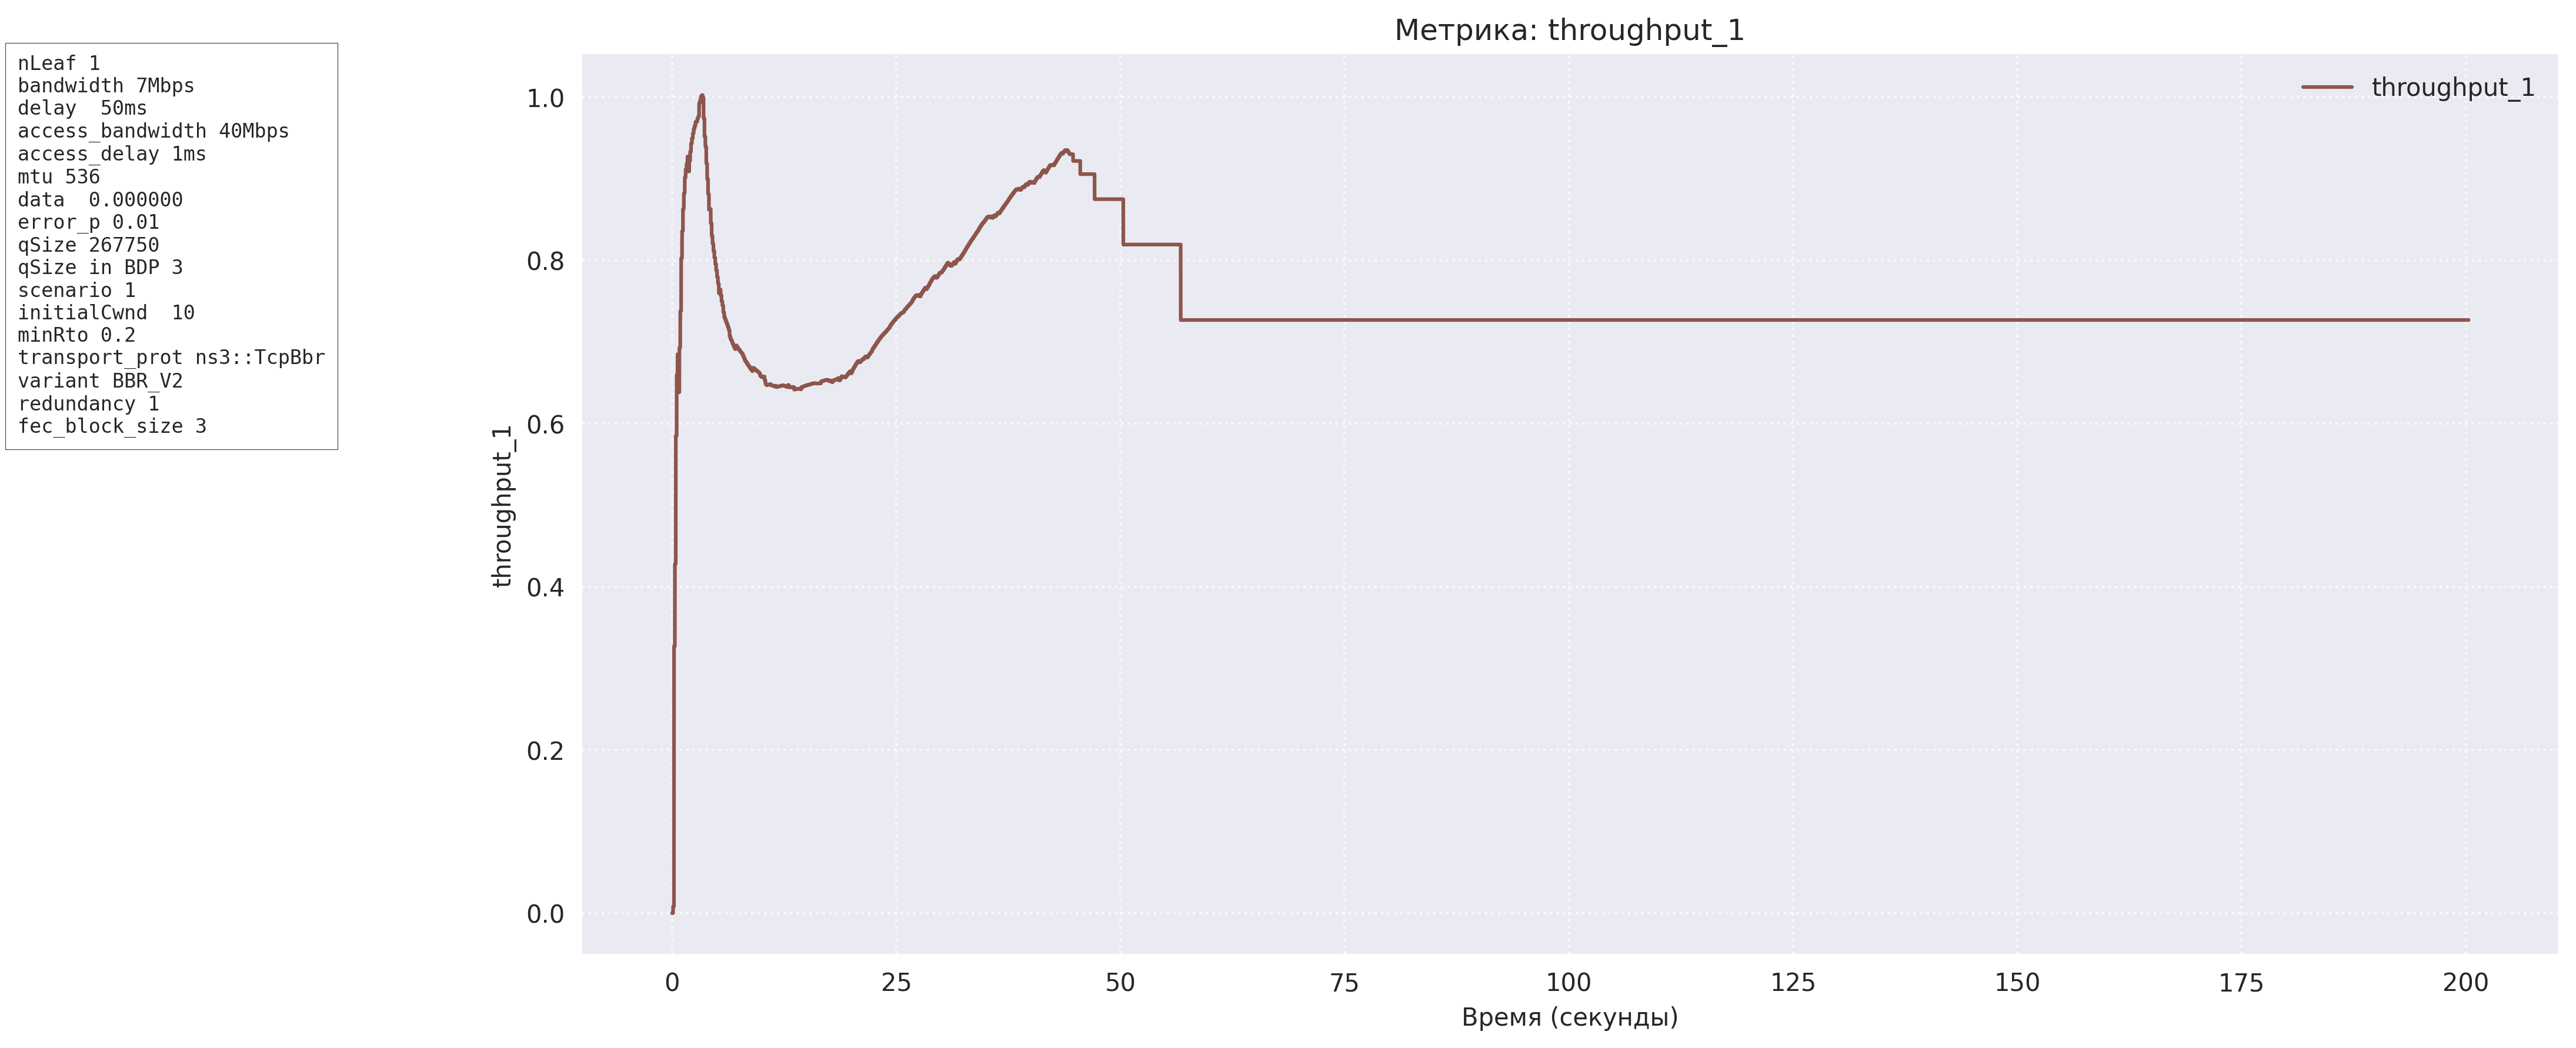 Метрика: throughput_1
nLeaf 1
bandwidth 7Mbps
delay  50ms
access_bandwidth 40Mbps
access_delay 1ms
mtu 536
data  0.000000
error_p 0.01
qSize 267750
qSize in BDP 3
scenario 1
initialCwnd  10
minRto 0.2
transport_prot ns3::TcpBbr
variant BBR_V2
redundancy 1
fec_block_size 3
throughput_1
throughput_1
1.0
0.8
0.6
0.4
0.2
0.0
0 25 50 75 100 125 150 175 200
Время (секунды)